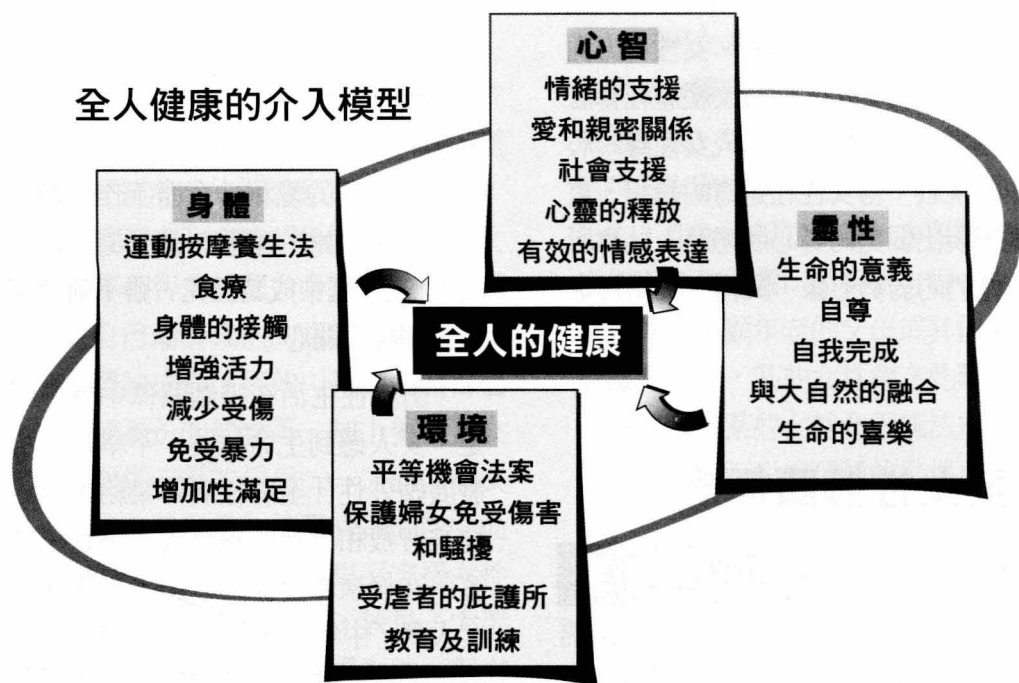 全人健康的介入模型
心智
情緒的支援
愛和親密關係
社會支援
心靈的釋放
有效的情感表達
身體
運動按摩養生法
食療
身體的接觸
增強活力
減少受傷
免受暴力
增加性滿足
靈性
生命的意義
自尊
自我完成
與大自然的融合
生命的喜樂
全人的健康
環境
平等機會法案
保護婦女免受傷害
和騷擾
受虐者的庇護所
教育及訓練